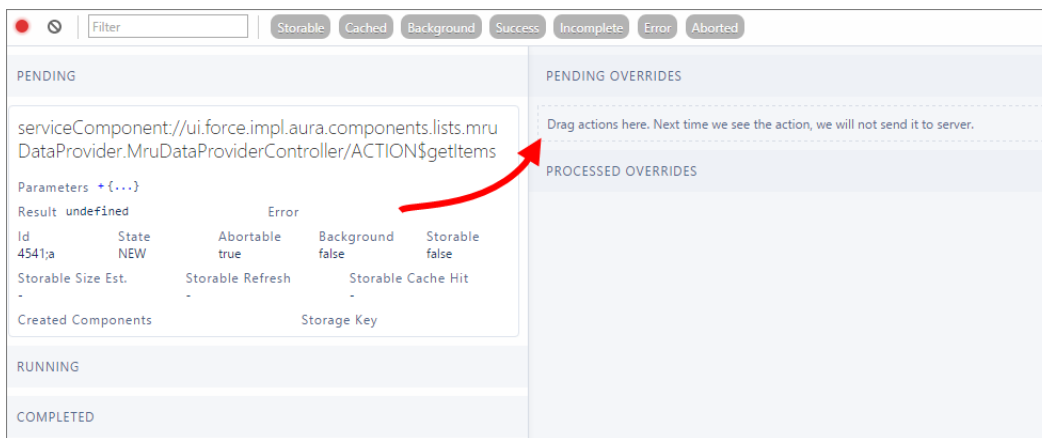 Filter
Storable Cached Background Success Incomplete Error Aborted
PENDING
serviceComponent://ui.force.impl.aura.components.lists.mru
DataProvider.MruDataProviderController/ACTION$getItems
Parameters +{...}
Result undefined Error
Id State Abortable Background Storable
4541;a NEW true false false
Storable Size Est. Storable Refresh Storable Cache Hit
- - -
Created Components Storage Key
RUNNING
COMPLETED
PENDING OVERRIDES
Drag actions here. Next time we see the action, we will not send it to server.
PROCESSED OVERRIDES